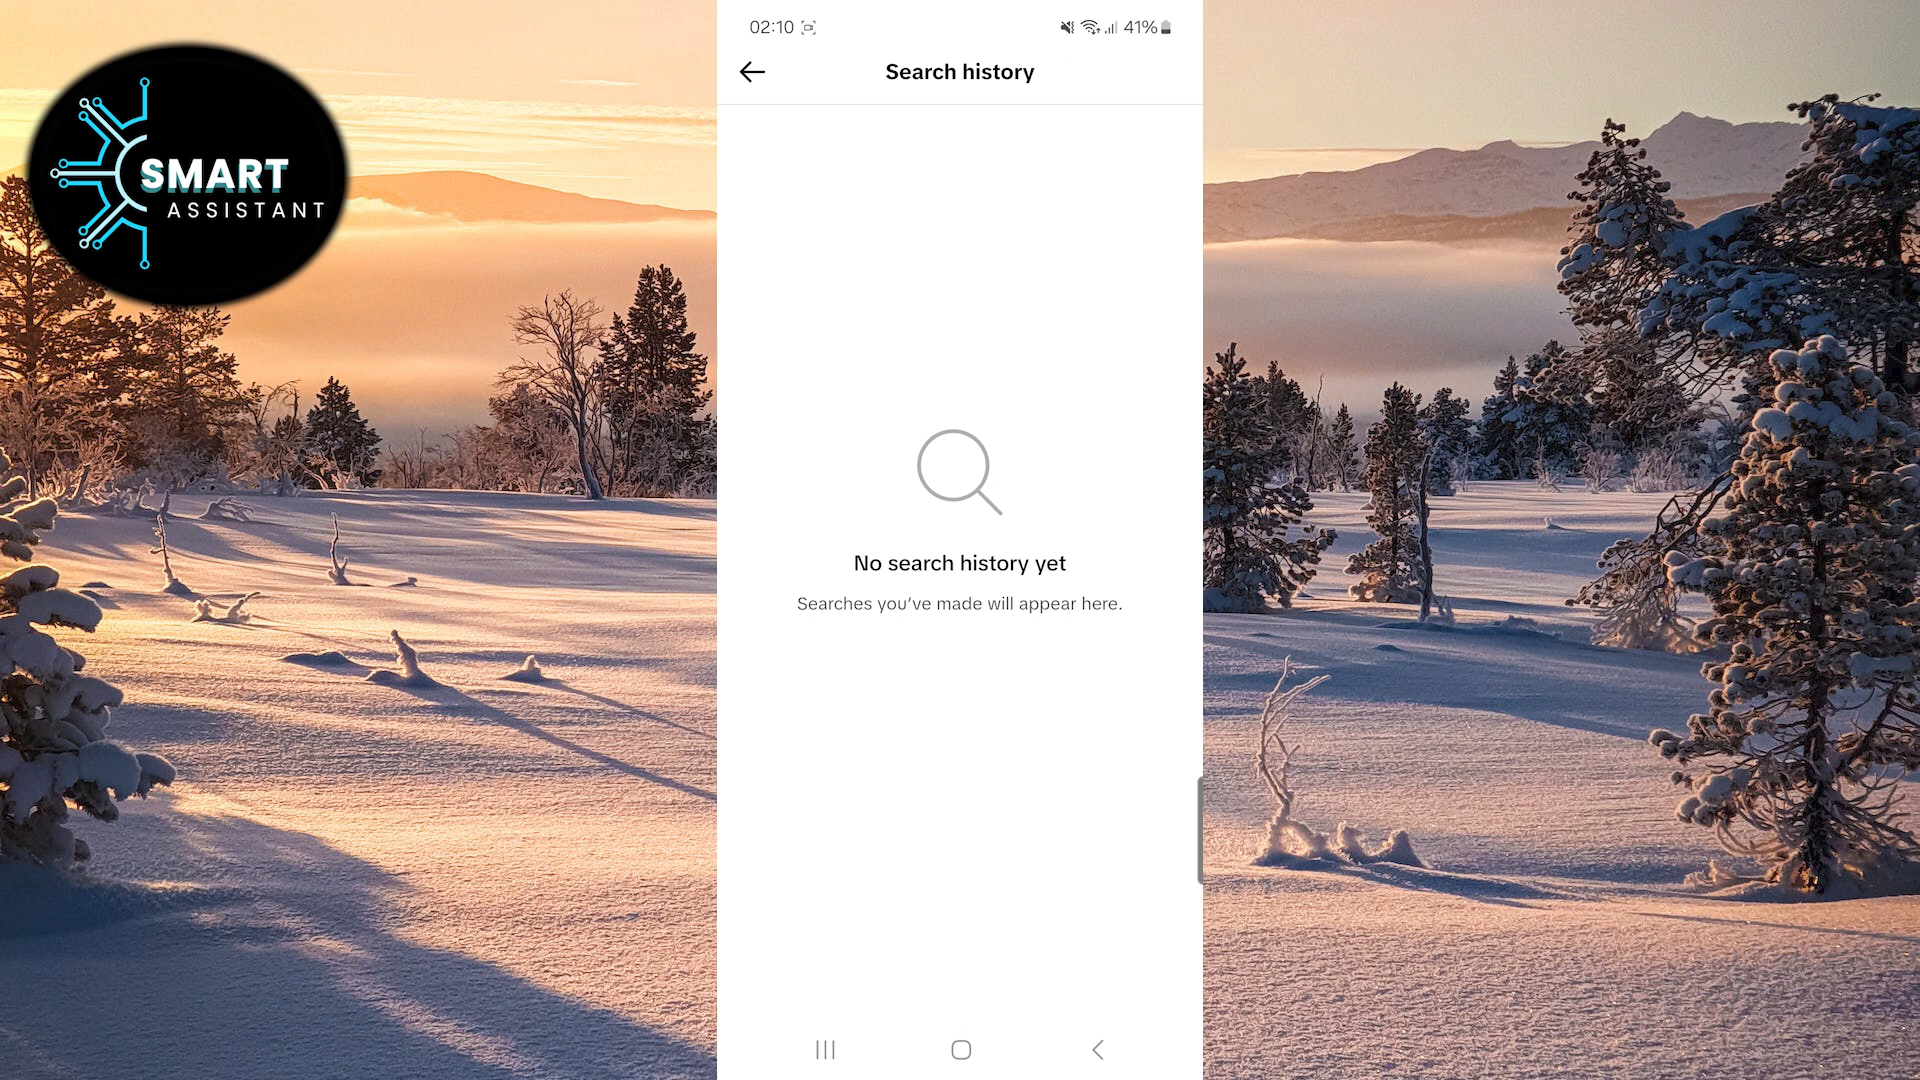 SMART
ASSISTANT
02:10
41%
Search history
No search history yet
Searches you've made will appear here.